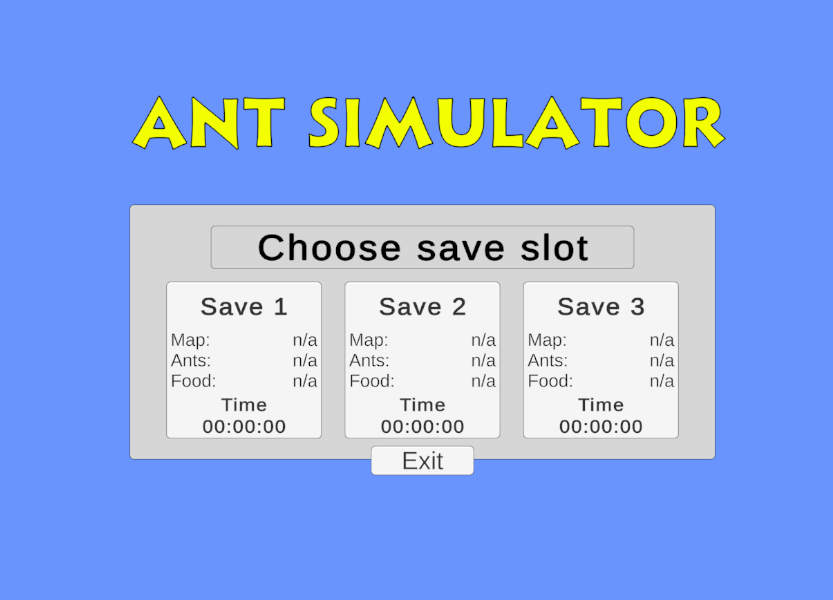 ANT SIMULATOR
Choose save slot
Save 1
Map: n/a
Ants: n/a
Food: n/a
Time
00:00:00
Save 2
Map: n/a
Ants: n/a
Food: n/a
Time
00:00:00
Save 3
Map: n/a
Ants: n/a
Food: n/a
Time
00:00:00
Exit